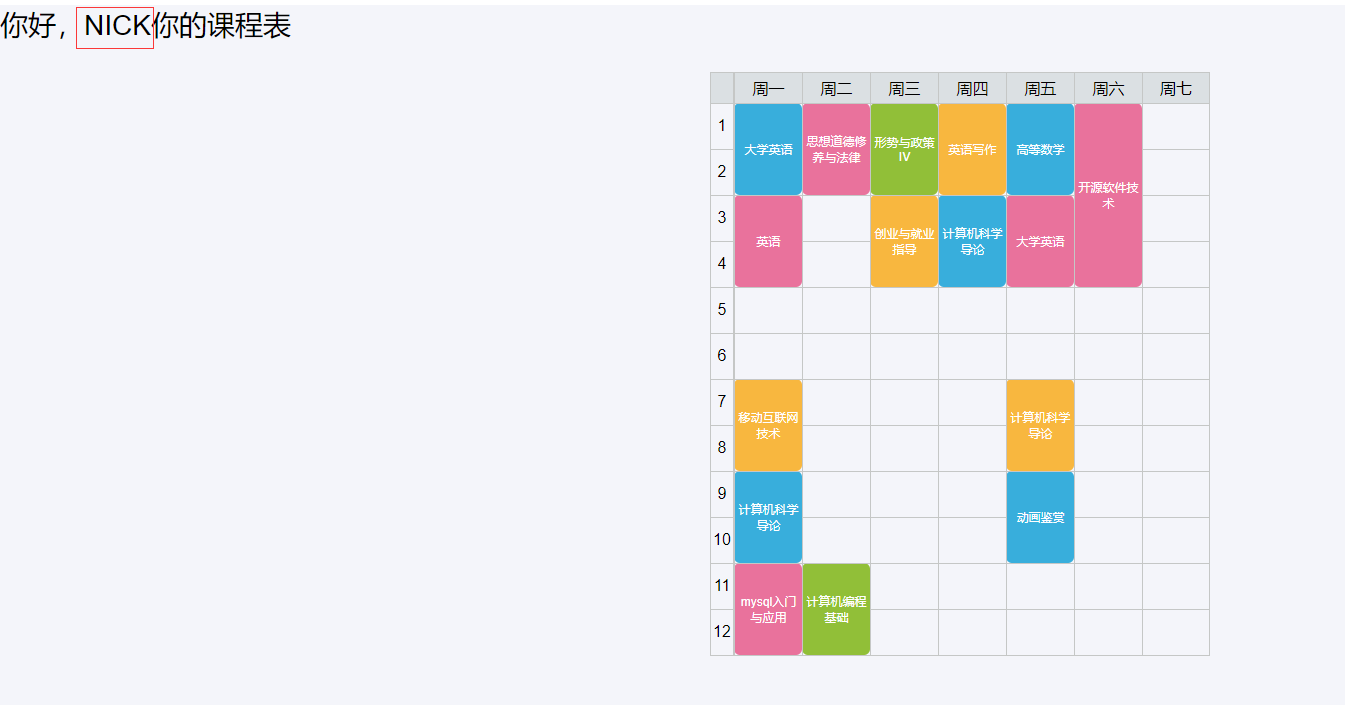 你好，NICK你的课程表
周一 周二 周三 周四 周五 周六 周七
1
大学英语
思想道德修
养与法律
形势与政策
IV
英语写作
高等数学
开源软件技
术
2
3
英语
创业与就业
指导
计算机科学
导论
大学英语
4
5
6
7
移动互联网
技术
计算机科学
导论
8
9
计算机科学
导论
动画鉴赏
10
11
mysql入门
与应用
计算机编程
基础
12